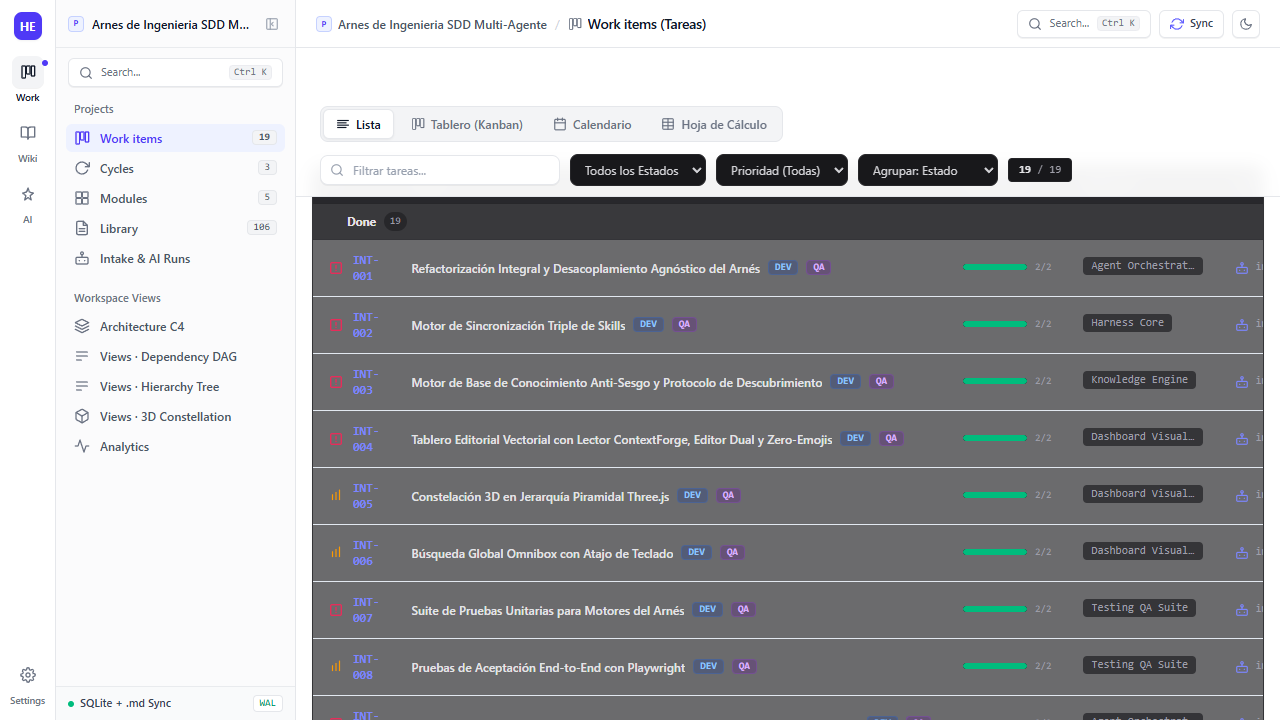 HE
Work
Wiki
AI
Settings
P Arnes de Ingenieria SDD M...
Search... Ctrl K
Projects
Work items 19
Cycles 3
Modules 5
Library 106
Intake & AI Runs
Workspace Views
Architecture C4
Views · Dependency DAG
Views · Hierarchy Tree
Views · 3D Constellation
Analytics
SQLite + .md Sync WAL
P Arnes de Ingenieria SDD Multi-Agente / Work items (Tareas)
Search... Ctrl K
Sync
Lista
Tablero (Kanban)
Calendario
Hoja de Cálculo
Filtrar tareas...
Todos los Estados
Prioridad (Todas)
Agrupar: Estado
19 / 19
Done 19
INT-001 Refactorización Integral y Desacoplamiento Agnóstico del Arnés DEV QA 2/2 Agent Orchestrat…
INT-002 Motor de Sincronización Triple de Skills DEV QA 2/2 Harness Core
INT-003 Motor de Base de Conocimiento Anti-Sesgo y Protocolo de Descubrimiento DEV QA 2/2 Knowledge Engine
INT-004 Tablero Editorial Vectorial con Lector ContextForge, Editor Dual y Zero-Emojis DEV QA 2/2 Dashboard Visual…
INT-005 Constelación 3D en Jerarquía Piramidal Three.js DEV QA 2/2 Dashboard Visual…
INT-006 Búsqueda Global Omnibox con Atajo de Teclado DEV QA 2/2 Dashboard Visual…
INT-007 Suite de Pruebas Unitarias para Motores del Arnés DEV QA 2/2 Testing QA Suite
INT-008 Pruebas de Aceptación End-to-End con Playwright DEV QA 2/2 Testing QA Suite
INT-